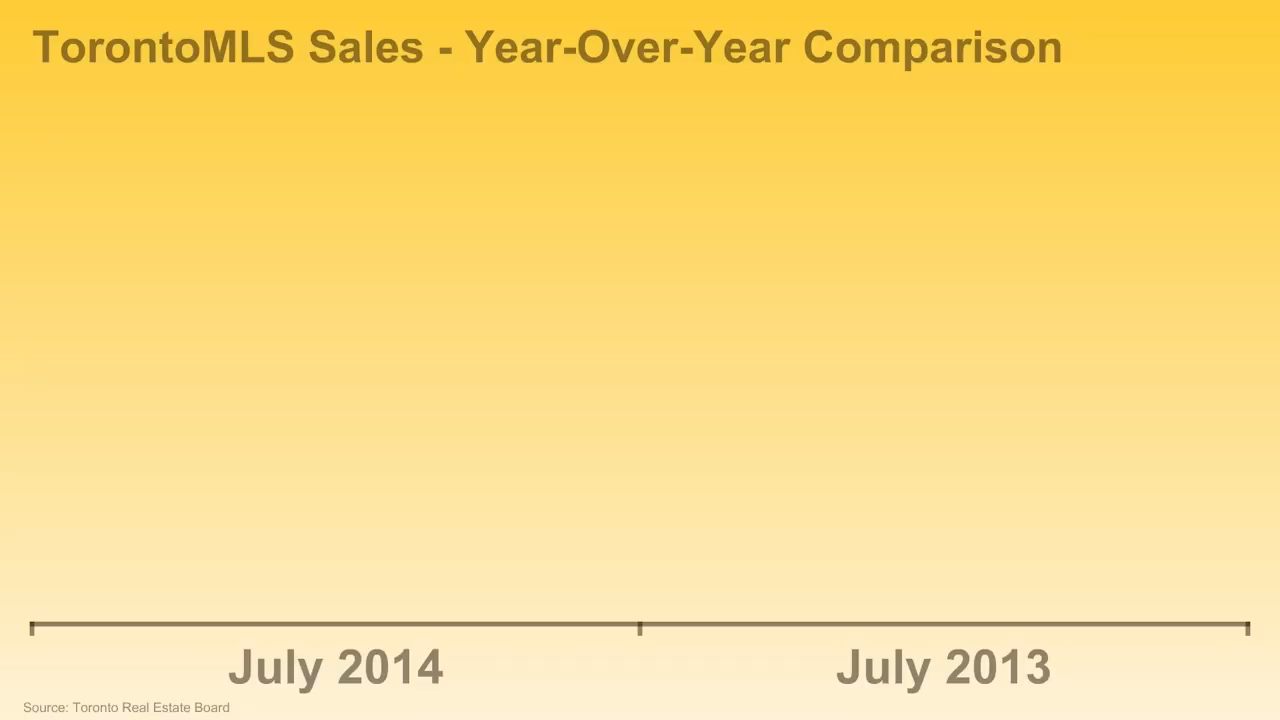 TorontoMLS Sales - Year-Over-Year Comparison
July 2014
July 2013
Source: Toronto Real Estate Board